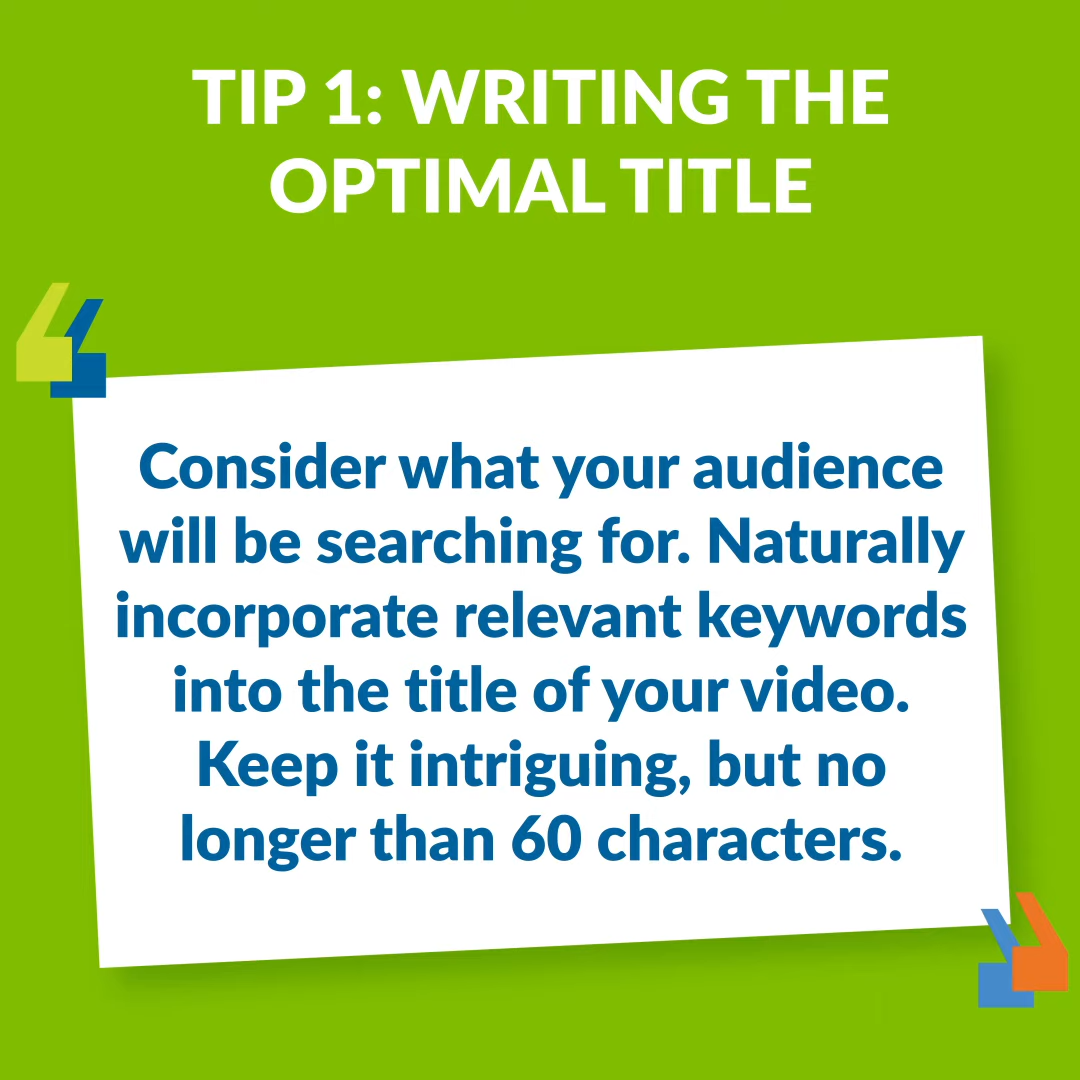 TIP 1: WRITING THE
OPTIMAL TITLE
Consider what your audience
will be searching for. Naturally
incorporate relevant keywords
into the title of your video.
Keep it intriguing, but no
longer than 60 characters.